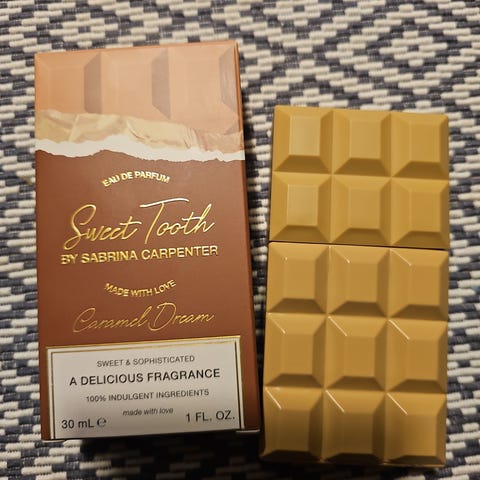 EAU DE PARFUM
Sweet Tooth
BY SABRINA CARPENTER
MADE WITH LOVE
Caramel Dream
SWEET & SOPHISTICATED
A DELICIOUS FRAGRANCE
100% INDULGENT INGREDIENTS
made with love
30 mL ℮ 1 FL. OZ.